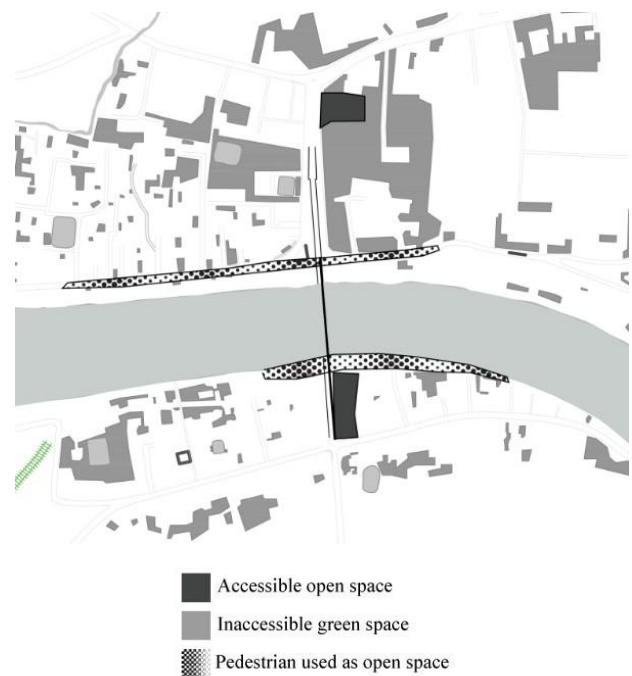 Accessible open space
Inaccessible green space
Pedestrian used as open space